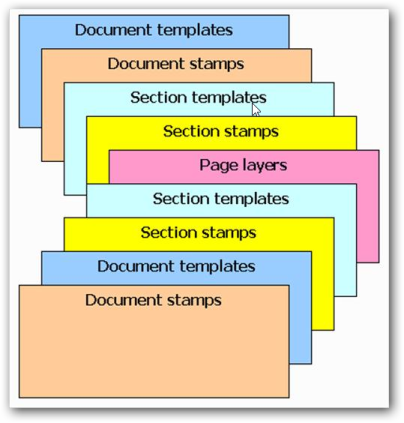 Document templates
Document stamps
Section templates
Section stamps
Page layers
Section templates
Section stamps
Document templates
Document stamps